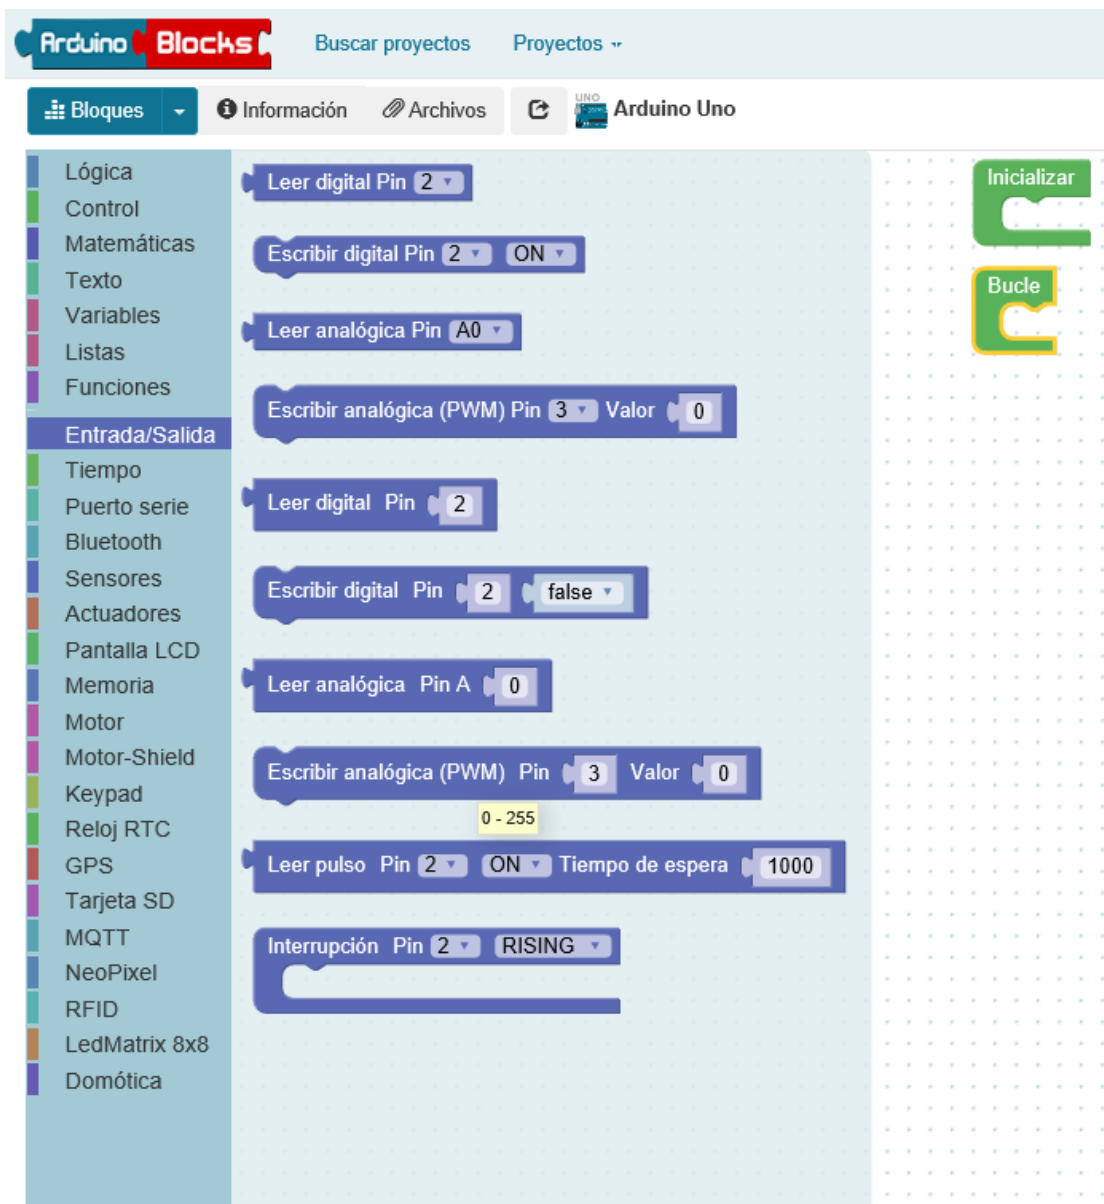 Arduino Blocks
Buscar proyectos
Proyectos
Bloques
Información
Archivos
UNO
Arduino Uno
Lógica
Control
Matemáticas
Texto
Variables
Listas
Funciones
Entrada/Salida
Tiempo
Puerto serie
Bluetooth
Sensores
Actuadores
Pantalla LCD
Memoria
Motor
Motor-Shield
Keypad
Reloj RTC
GPS
Tarjeta SD
MQTT
NeoPixel
RFID
LedMatrix 8x8
Domótica
Leer digital Pin 2
Escribir digital Pin 2 ON
Leer analógica Pin A0
Escribir analógica (PWM) Pin 3 Valor 0
Leer digital Pin 2
Escribir digital Pin 2 false
Leer analógica Pin A 0
Escribir analógica (PWM) Pin 3 Valor 0
0 - 255
Leer pulso Pin 2 ON Tiempo de espera 1000
Interrupción Pin 2 RISING
Inicializar
Bucle